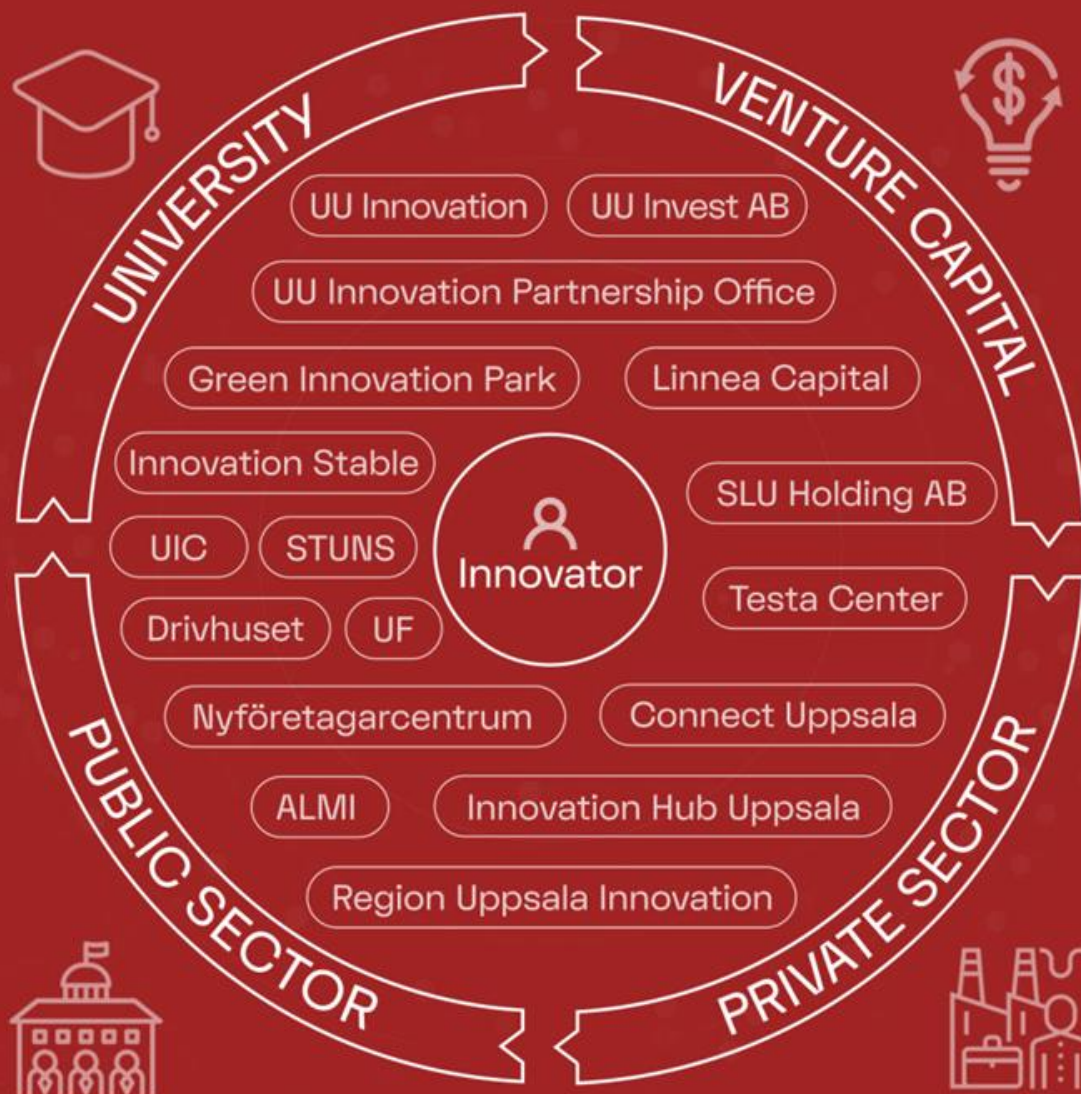 UNIVERSITY
VENTURE CAPITAL
UU Innovation
UU Invest AB
UU Innovation Partnership Office
Green Innovation Park
Linnea Capital
Innovation Stable
SLU Holding AB
UIC
STUNS
Innovator
Testa Center
Drivhuset
UF
Nyföretagarcentrum
Connect Uppsala
ALMI
Innovation Hub Uppsala
Region Uppsala Innovation
PUBLIC SECTOR
PRIVATE SECTOR
$